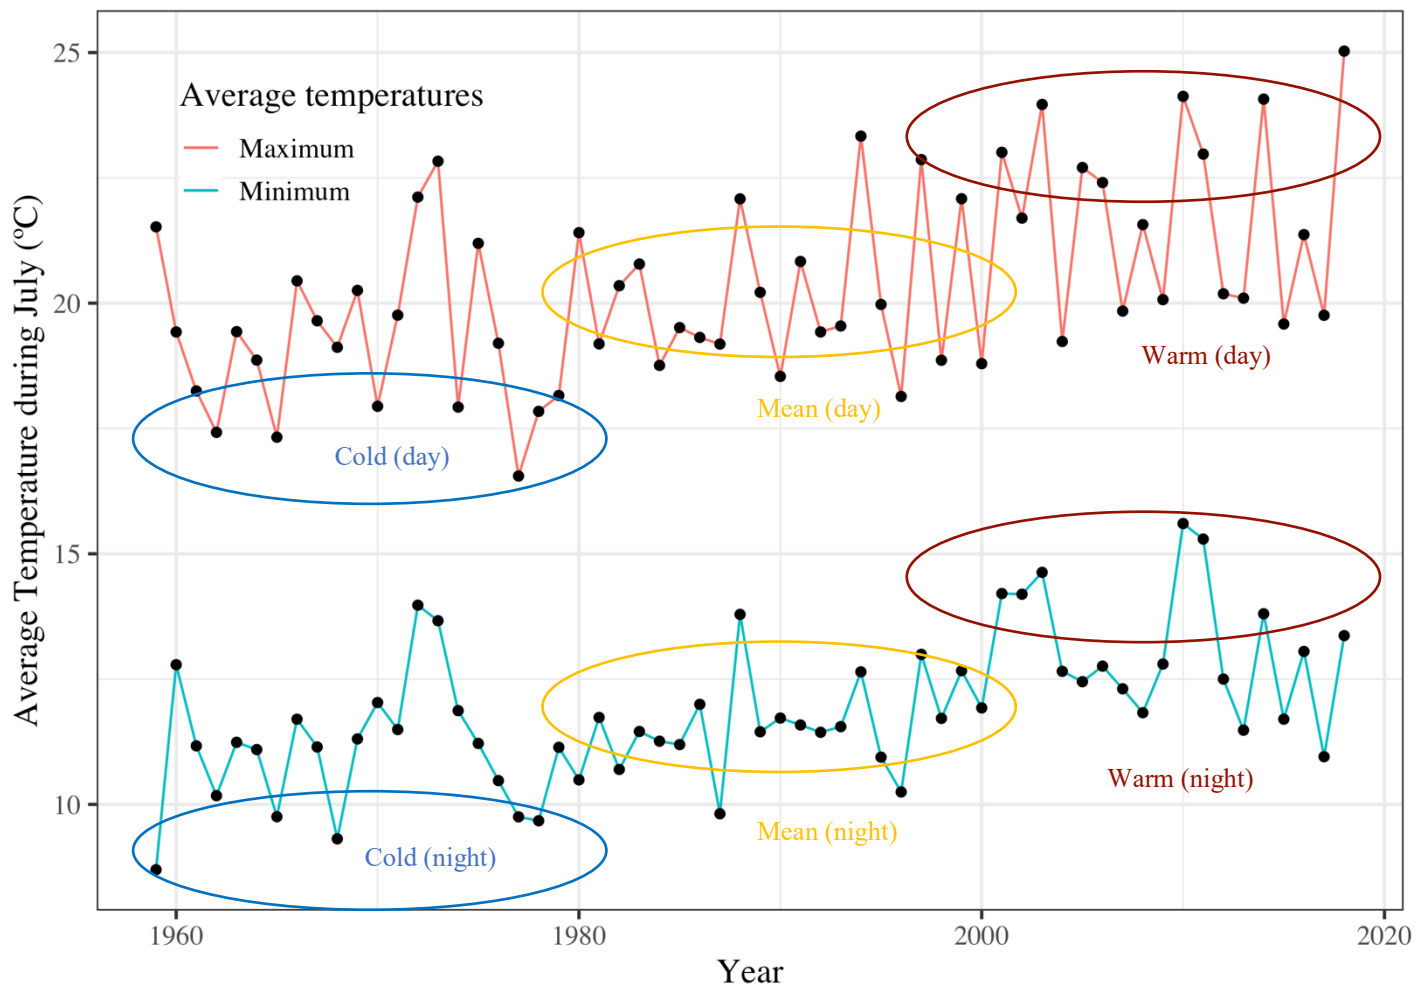 25
Average temperatures
Maximum
Minimum
20
Warm (day)
Mean (day)
Cold (day)
15
Warm (night)
10
Mean (night)
Cold (night)
1960
1980
2000
2020
Year
Average Temperature during July (ºC)